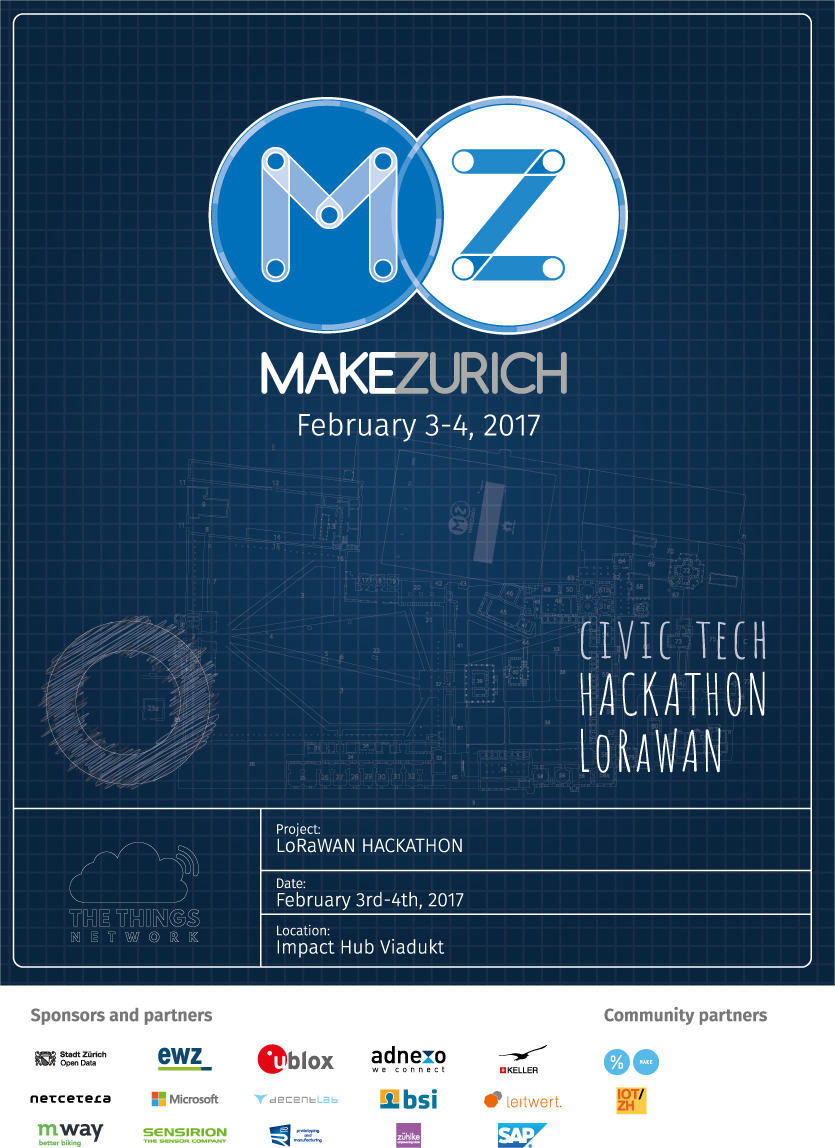 MZ
MAKEZURICH
February 3-4, 2017
CIVIC TECH
HACKATHON
LORAWAN
THE THINGS
NETWORK
Project:
LoRaWAN HACKATHON
Date:
February 3rd-4th, 2017
Location:
Impact Hub Viadukt
Sponsors and partners
Community partners
Stadt Zürich
Open Data
ewz
ublox
adnexo
we connect
KELLER
% MAKE
netcetera
Microsoft
decentlab
bsi
leitwert.
IOT/
ZH
mway
better biking
SENSIRION
THE SENSOR COMPANY
prototyping
and
manufacturing
zühlke
SAP